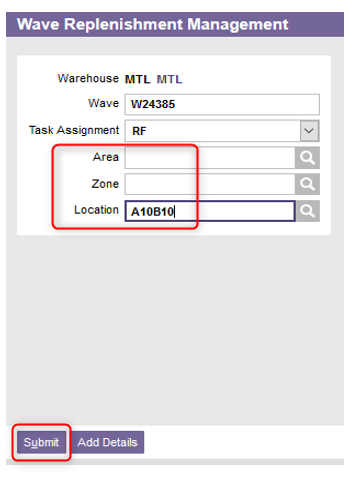 Wave Replenishment Management
Warehouse MTL MTL
Wave W24385
Task Assignment RF
Area
Zone
Location A10B10
Submit Add Details